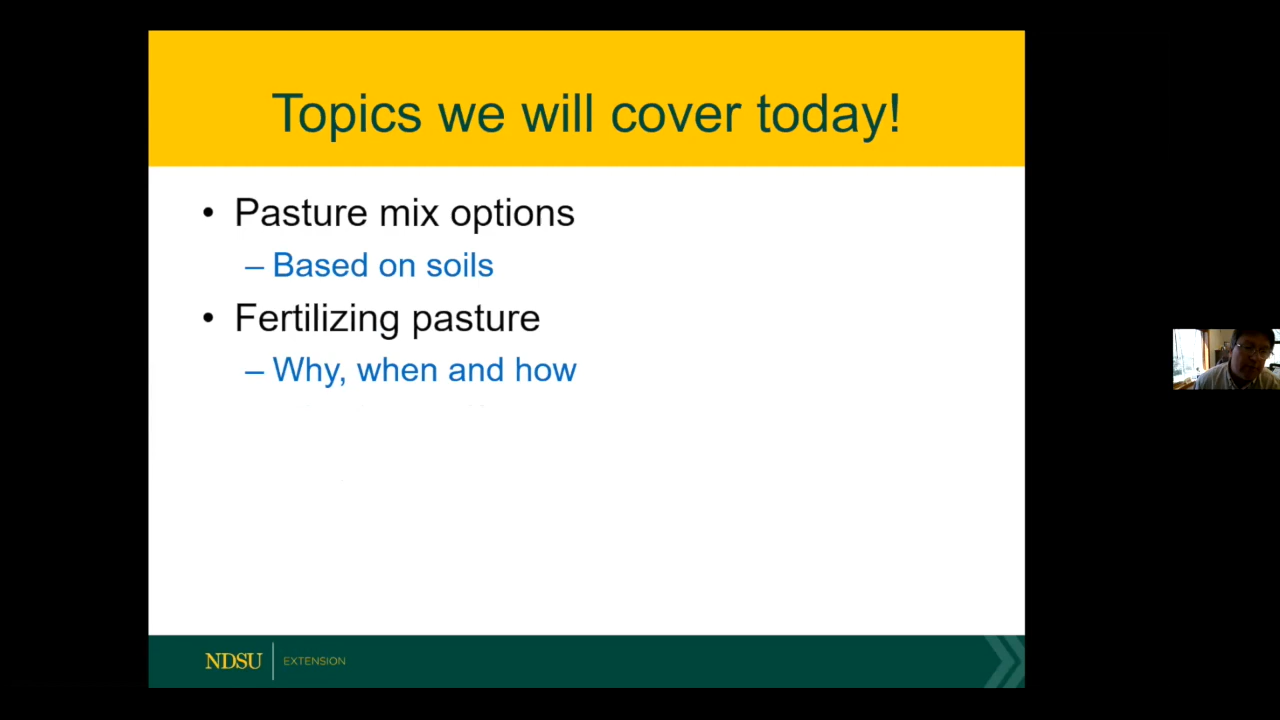 Topics we will cover today!
• Pasture mix options
– Based on soils
• Fertilizing pasture
– Why, when and how
NDSU EXTENSION